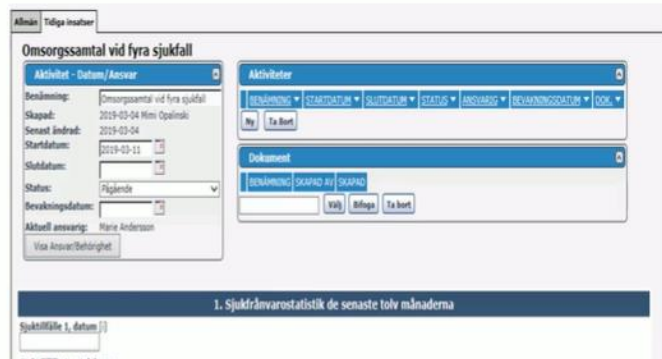 Allmän Tidiga insatser
Omsorgssamtal vid fyra sjukfall
Aktivitet - Datum/Ansvar
Benämning: Omsorgssamtal vid fyra sjukfall
Skapad: 2019-03-04 Mimi Opalinski
Senast ändrad: 2019-03-04
Startdatum: 2019-03-11
Slutdatum:
Status: Pågående
Bevakningsdatum:
Aktuell ansvarig: Marie Andersson
Visa Ansvar/Behörighet
Aktiviteter
BENÄMNING STARTDATUM SLUTDATUM STATUS ANSVARIG BEVAKNINGSDATUM DOK.
Ny Ta Bort
Dokument
BENÄMNING SKAPAD AV SKAPAD
Välj Bifoga Ta bort
1. Sjukfrånvarostatistik de senaste tolv månaderna
Sjuktillfälle 1, datum [i]